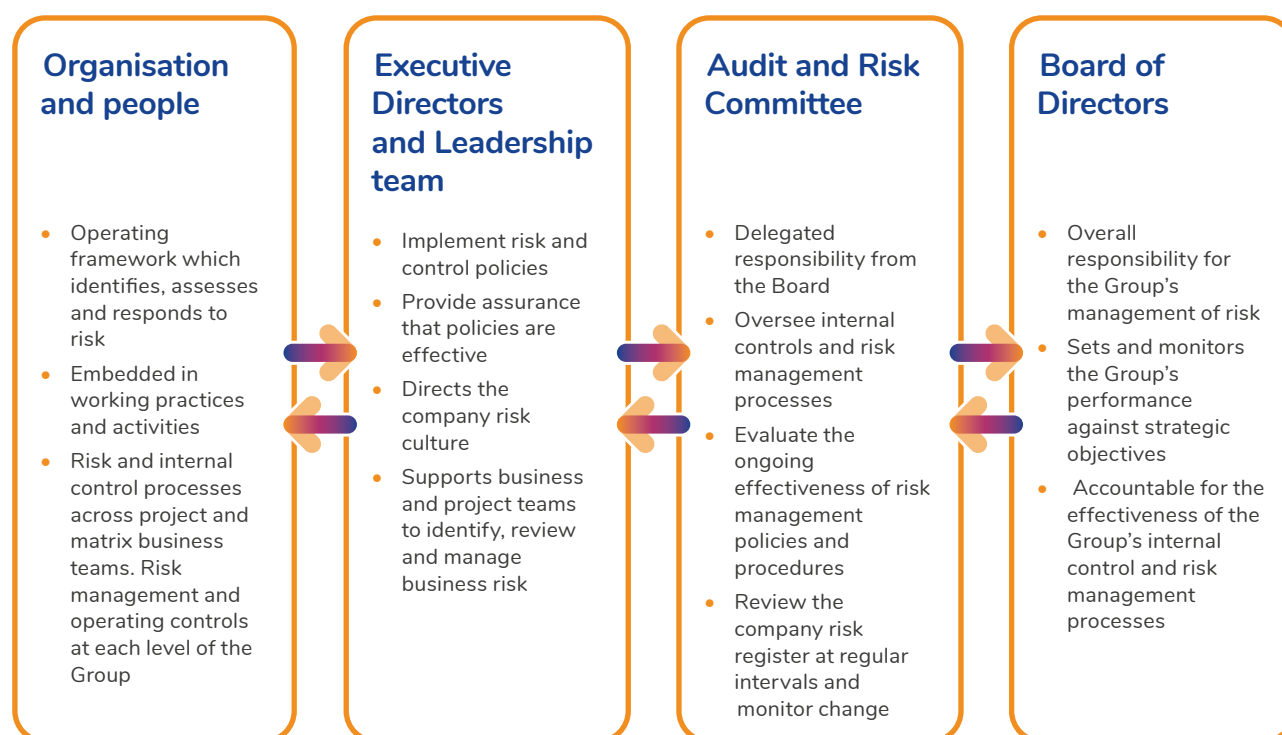 Organisation
and people
• Operating
framework which
identifies, assesses
and responds to
risk
• Embedded in
working practices
and activities
• Risk and internal
control processes
across project and
matrix business
teams. Risk
management and
operating controls
at each level of the
Group
Executive
Directors
and Leadership
team
• Implement risk and
control policies
• Provide assurance
that policies are
effective
• Directs the
company risk
culture
• Supports business
and project teams
to identify, review
and manage
business risk
Audit and Risk
Committee
• Delegated
responsibility from
the Board
• Oversee internal
controls and risk
management
processes
• Evaluate the
ongoing
effectiveness of risk
management
policies and
procedures
• Review the
company risk
register at regular
intervals and
monitor change
Board of
Directors
• Overall
responsibility for
the Group’s
management of risk
• Sets and monitors
the Group’s
performance
against strategic
objectives
• Accountable for the
effectiveness of the
Group’s internal
control and risk
management
processes